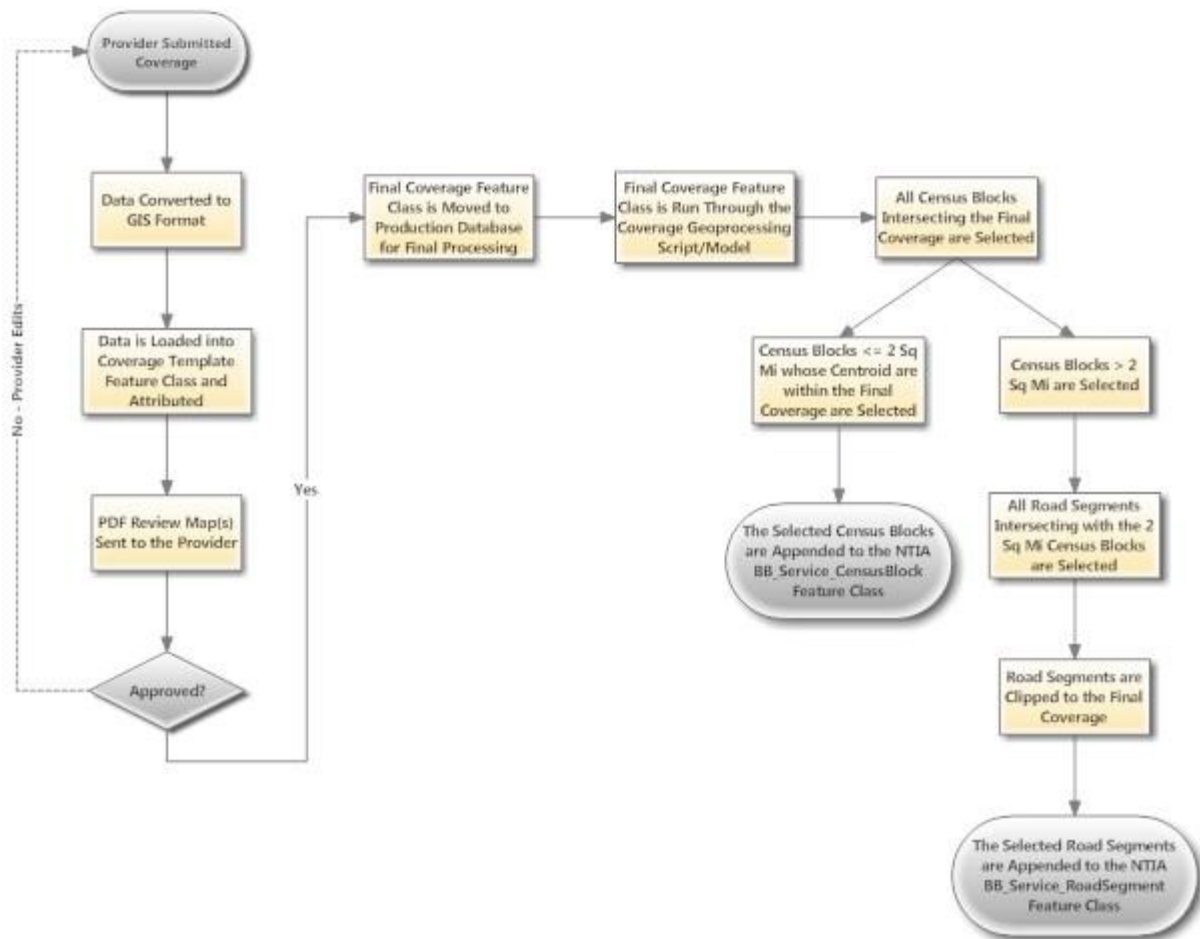 Provider Submitted
Coverage
Data Converted to
GIS Format
Data is Loaded into
Coverage Template
Feature Class and
Attributed
PDF Review Map(s)
Sent to the Provider
Approved?
No - Provider Edits
Yes
Final Coverage Feature
Class is Moved to
Production Database
for Final Processing
Final Coverage Feature
Class is Run Through the
Coverage Geoprocessing
Script/Model
All Census Blocks
Intersecting the Final
Coverage are Selected
Census Blocks <= 2 Sq
Mi whose Centroid are
within the Final
Coverage are Selected
The Selected Census Blocks
are Appended to the NTIA
BB_Service_CensusBlock
Feature Class
Census Blocks > 2
Sq Mi are Selected
All Road Segments
Intersecting with the 2
Sq Mi Census Blocks
are Selected
Road Segments are
Clipped to the Final
Coverage
The Selected Road Segments
are Appended to the NTIA
BB_Service_RoadSegment
Feature Class